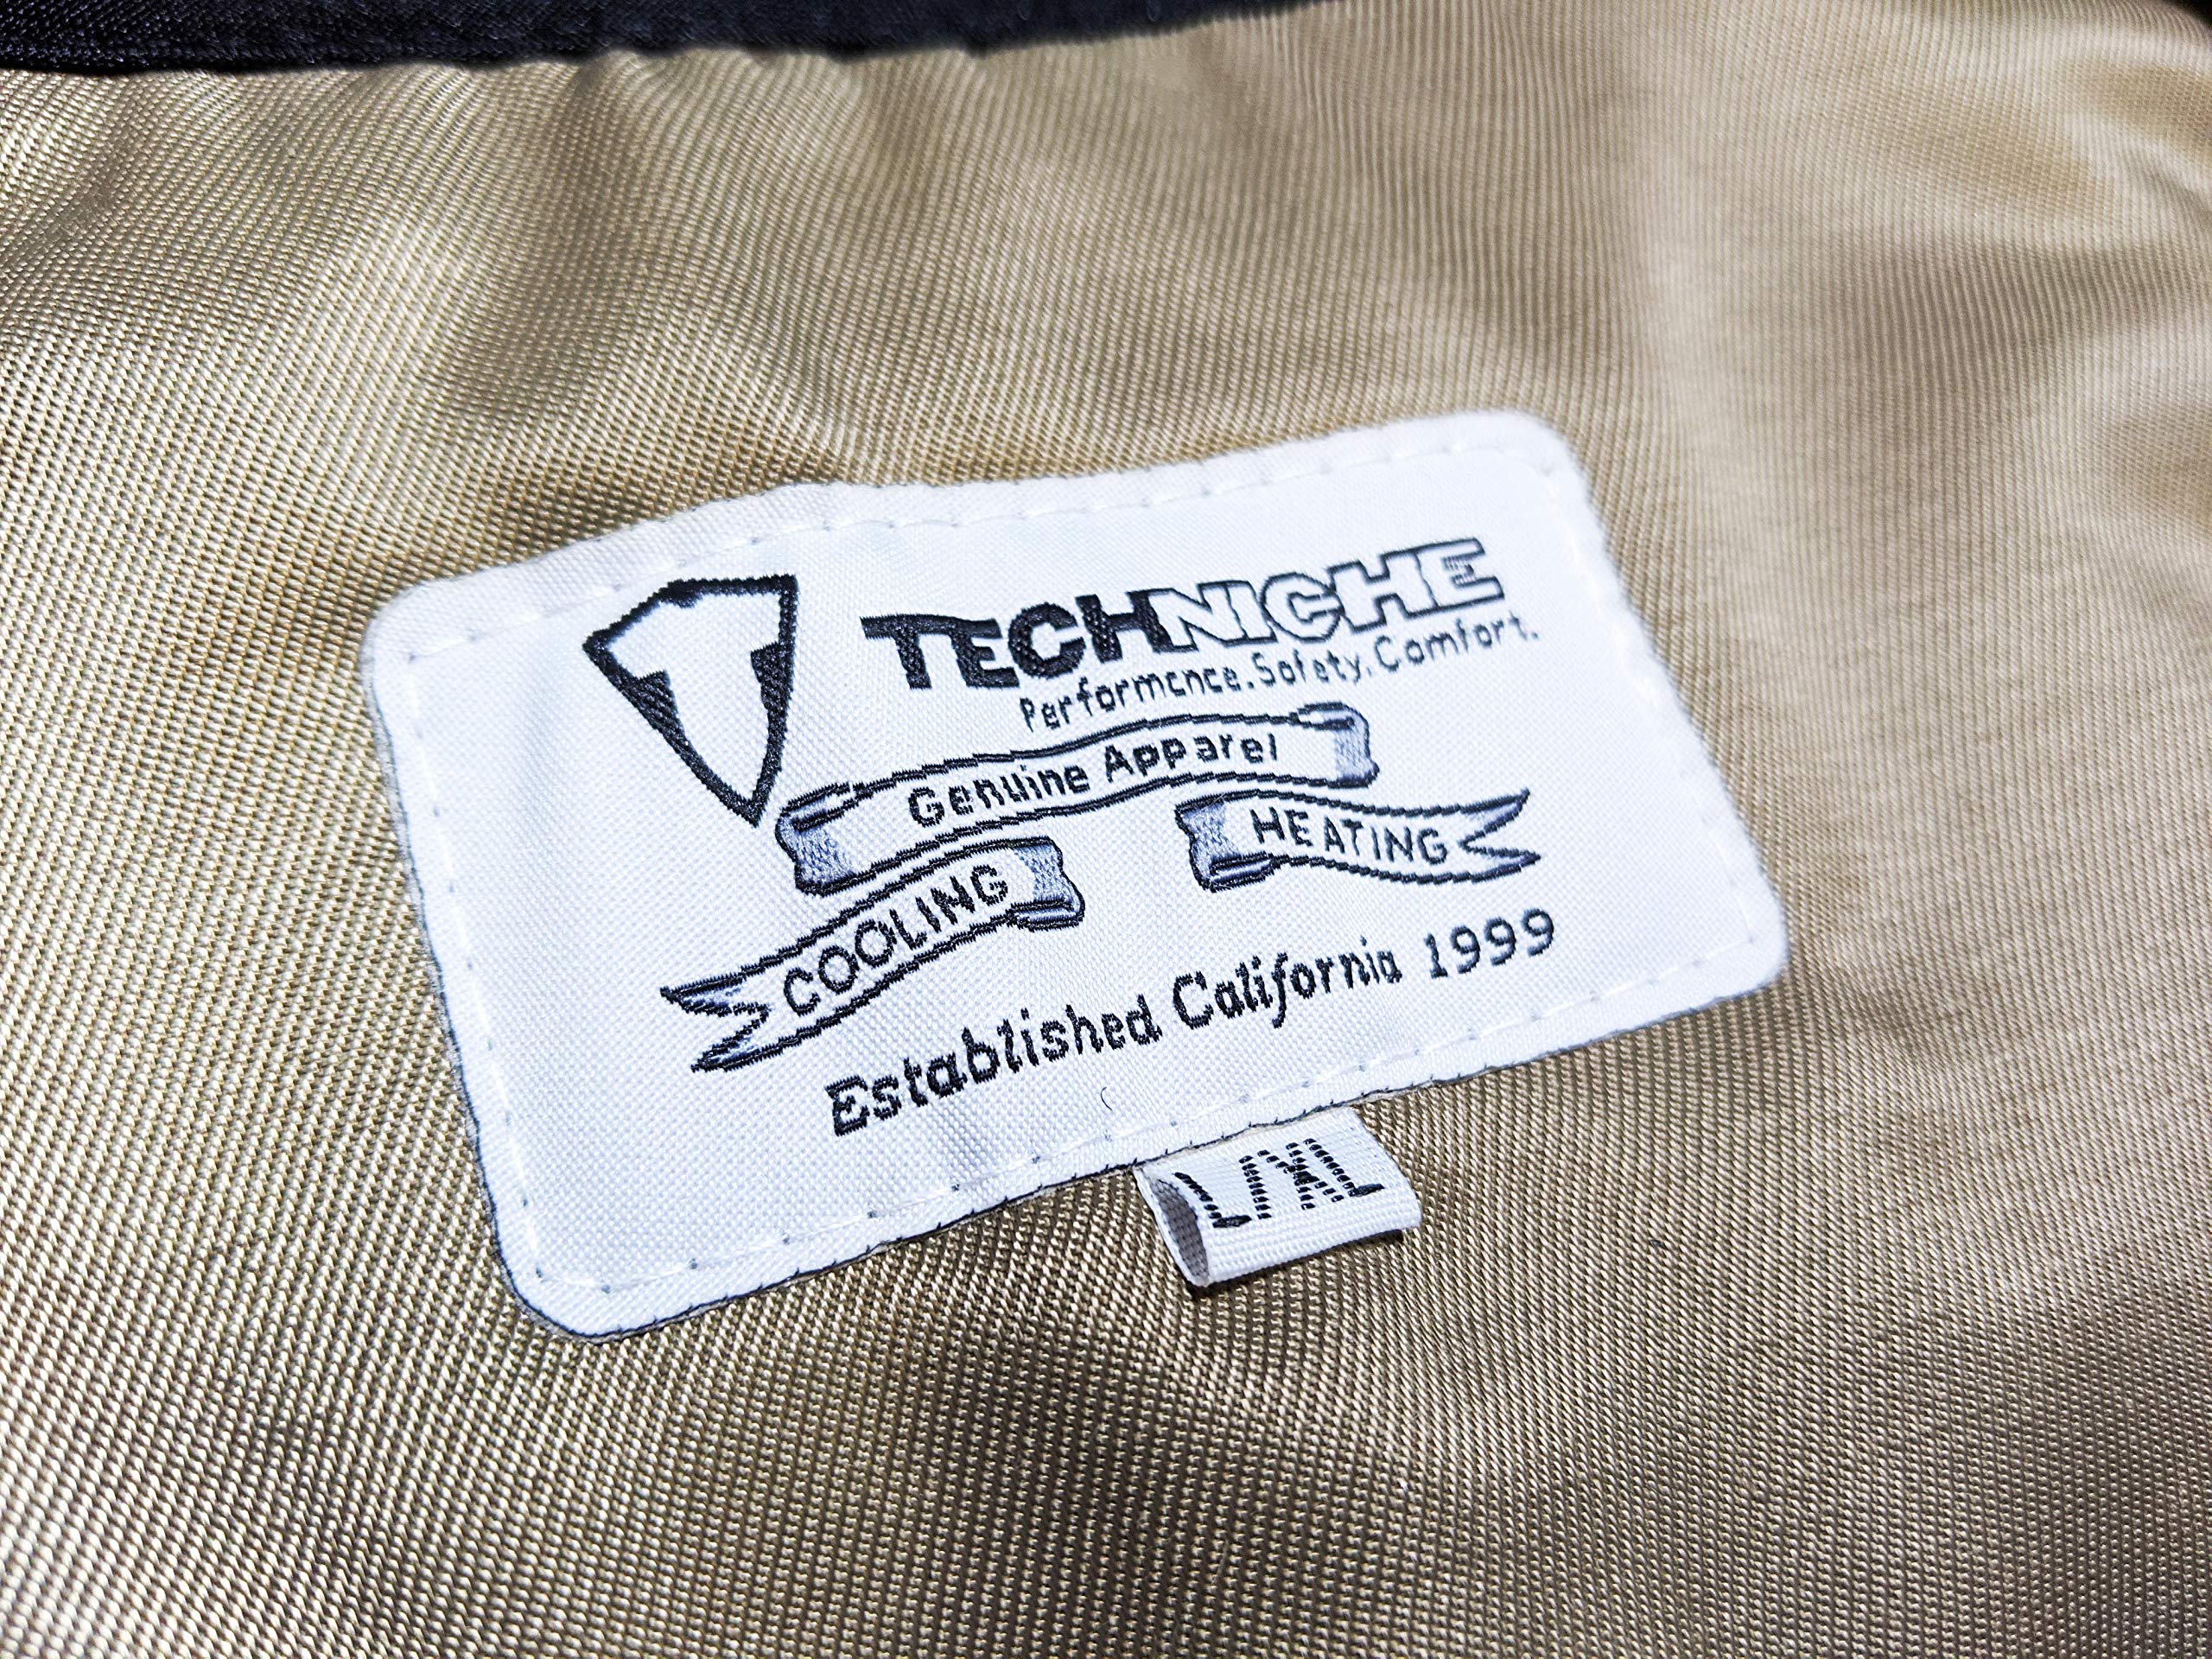 T
TECHNICHE
Performance. Safety. Comfort.
Genuine Apparel
COOLING
HEATING
Established California 1999
L/XL